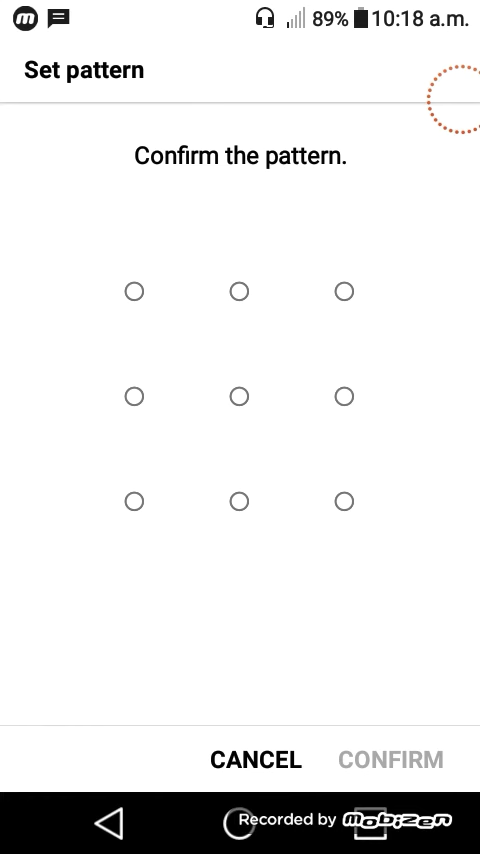 m 89% 10:18 a.m.
Set pattern
Confirm the pattern.
CANCEL CONFIRM
Recorded by mobizen